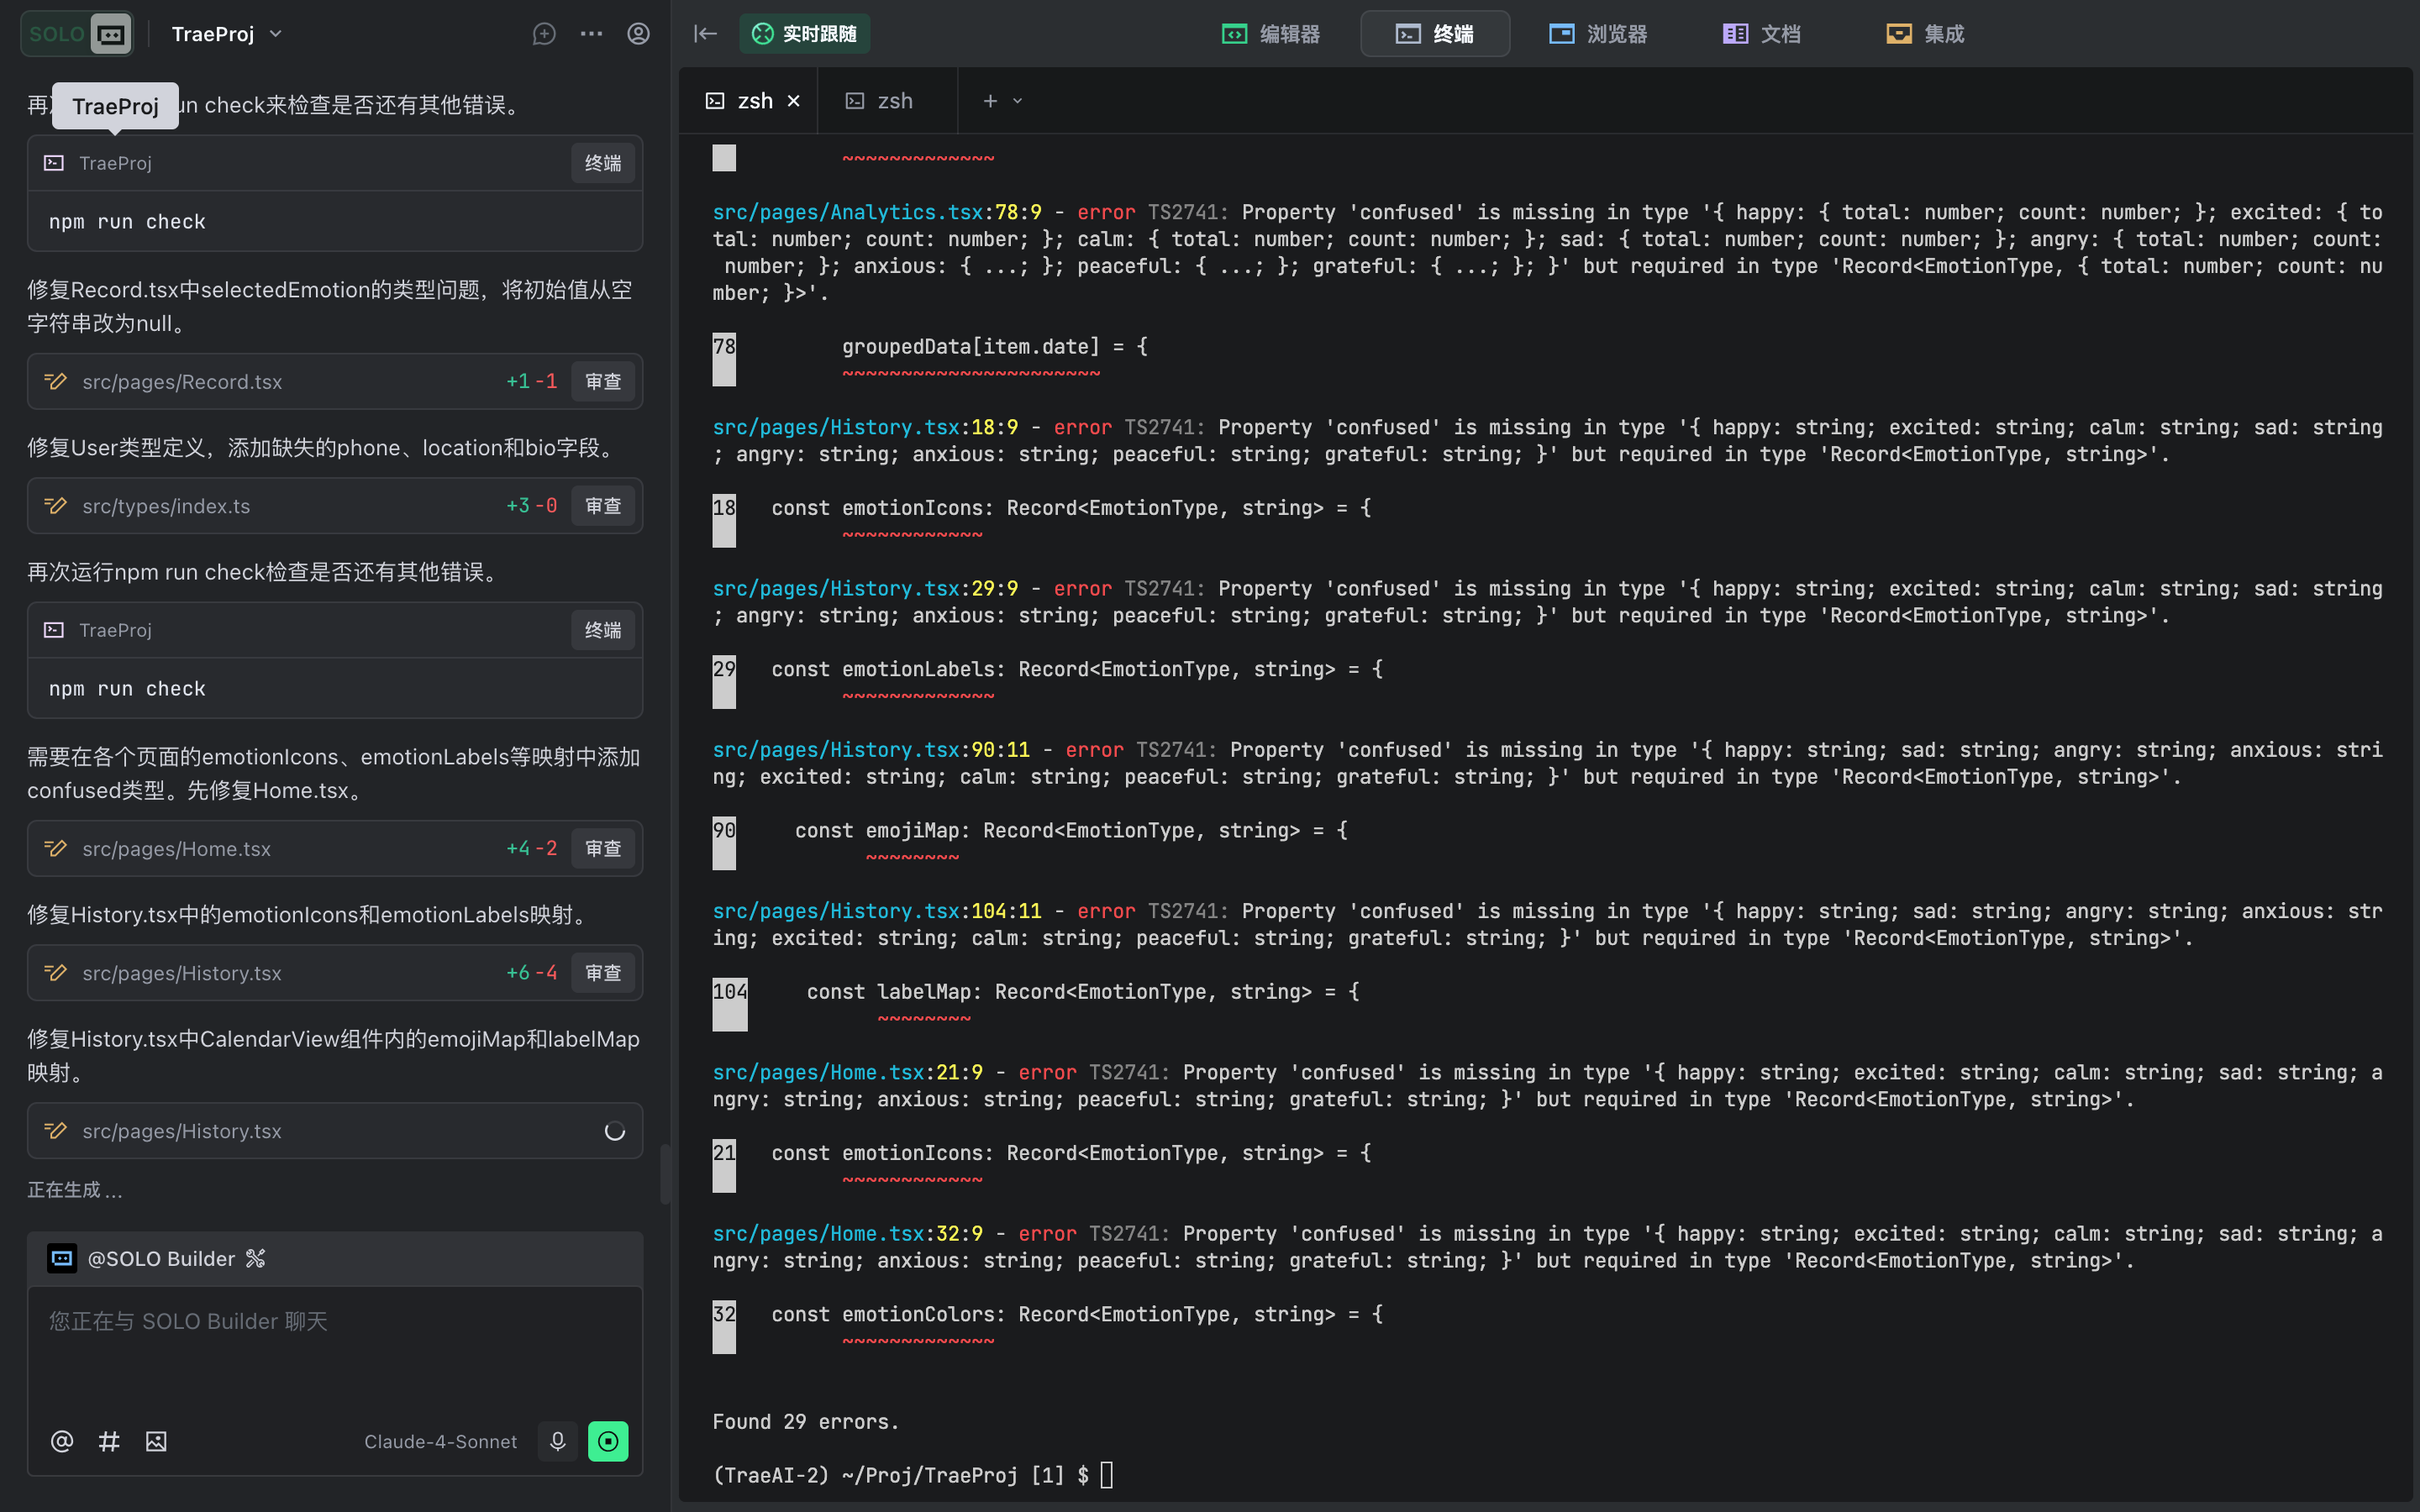 SOLO
TraeProj
再
TraeProj
un check来检查是否还有其他错误。
TraeProj
终端
npm run check
修复Record.tsx中selectedEmotion的类型问题，将初始值从空
字符串改为null。
src/pages/Record.tsx
+1 -1
审查
修复User类型定义，添加缺失的phone、location和bio字段。
src/types/index.ts
+3 -0
审查
再次运行npm run check检查是否还有其他错误。
TraeProj
终端
npm run check
需要在各个页面的emotionIcons、emotionLabels等映射中添加
confused类型。先修复Home.tsx。
src/pages/Home.tsx
+4 -2
审查
修复History.tsx中的emotionIcons和emotionLabels映射。
src/pages/History.tsx
+6 -4
审查
修复History.tsx中CalendarView组件内的emojiMap和labelMap
映射。
src/pages/History.tsx
正在生成 ...
@SOLO Builder
您正在与 SOLO Builder 聊天
Claude-4-Sonnet
实时跟随
编辑器
终端
浏览器
文档
集成
zsh
zsh
~~~~~~~~~~~~~
src/pages/Analytics.tsx:78:9 - error TS2741: Property 'confused' is missing in type '{ happy: { total: number; count: number; }; excited: { to
tal: number; count: number; }; calm: { total: number; count: number; }; sad: { total: number; count: number; }; angry: { total: number; count:
 number; }; anxious: { ...; }; peaceful: { ...; }; grateful: { ...; }; }' but required in type 'Record<EmotionType, { total: number; count: nu
mber; }>'.
78         groupedData[item.date] = {
~~~~~~~~~~~~~~~~~~~~~~
src/pages/History.tsx:18:9 - error TS2741: Property 'confused' is missing in type '{ happy: string; excited: string; calm: string; sad: string
; angry: string; anxious: string; peaceful: string; grateful: string; }' but required in type 'Record<EmotionType, string>'.
18   const emotionIcons: Record<EmotionType, string> = {
~~~~~~~~~~~~
src/pages/History.tsx:29:9 - error TS2741: Property 'confused' is missing in type '{ happy: string; excited: string; calm: string; sad: string
; angry: string; anxious: string; peaceful: string; grateful: string; }' but required in type 'Record<EmotionType, string>'.
29   const emotionLabels: Record<EmotionType, string> = {
~~~~~~~~~~~~~
src/pages/History.tsx:90:11 - error TS2741: Property 'confused' is missing in type '{ happy: string; sad: string; angry: string; anxious: stri
ng; excited: string; calm: string; peaceful: string; grateful: string; }' but required in type 'Record<EmotionType, string>'.
90     const emojiMap: Record<EmotionType, string> = {
~~~~~~~~
src/pages/History.tsx:104:11 - error TS2741: Property 'confused' is missing in type '{ happy: string; sad: string; angry: string; anxious: str
ing; excited: string; calm: string; peaceful: string; grateful: string; }' but required in type 'Record<EmotionType, string>'.
104     const labelMap: Record<EmotionType, string> = {
~~~~~~~~
src/pages/Home.tsx:21:9 - error TS2741: Property 'confused' is missing in type '{ happy: string; excited: string; calm: string; sad: string; a
ngry: string; anxious: string; peaceful: string; grateful: string; }' but required in type 'Record<EmotionType, string>'.
21   const emotionIcons: Record<EmotionType, string> = {
~~~~~~~~~~~~
src/pages/Home.tsx:32:9 - error TS2741: Property 'confused' is missing in type '{ happy: string; excited: string; calm: string; sad: string; a
ngry: string; anxious: string; peaceful: string; grateful: string; }' but required in type 'Record<EmotionType, string>'.
32   const emotionColors: Record<EmotionType, string> = {
~~~~~~~~~~~~~
Found 29 errors.
(TraeAI-2) ~/Proj/TraeProj [1] $